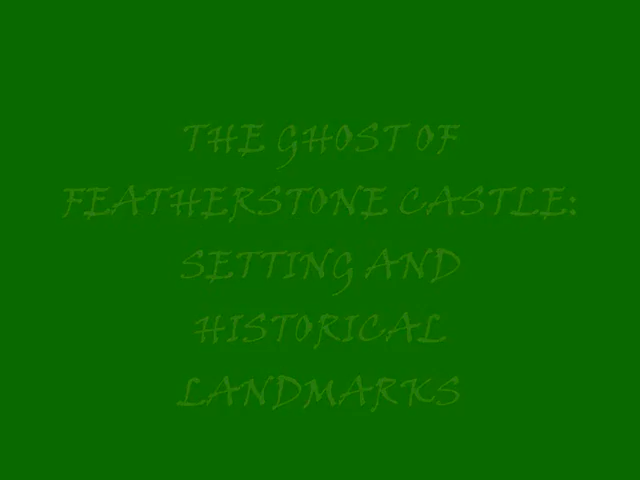 THE GHOST OF
FEATHERSTONE CASTLE:
SETTING AND
HISTORICAL
LANDMARKS